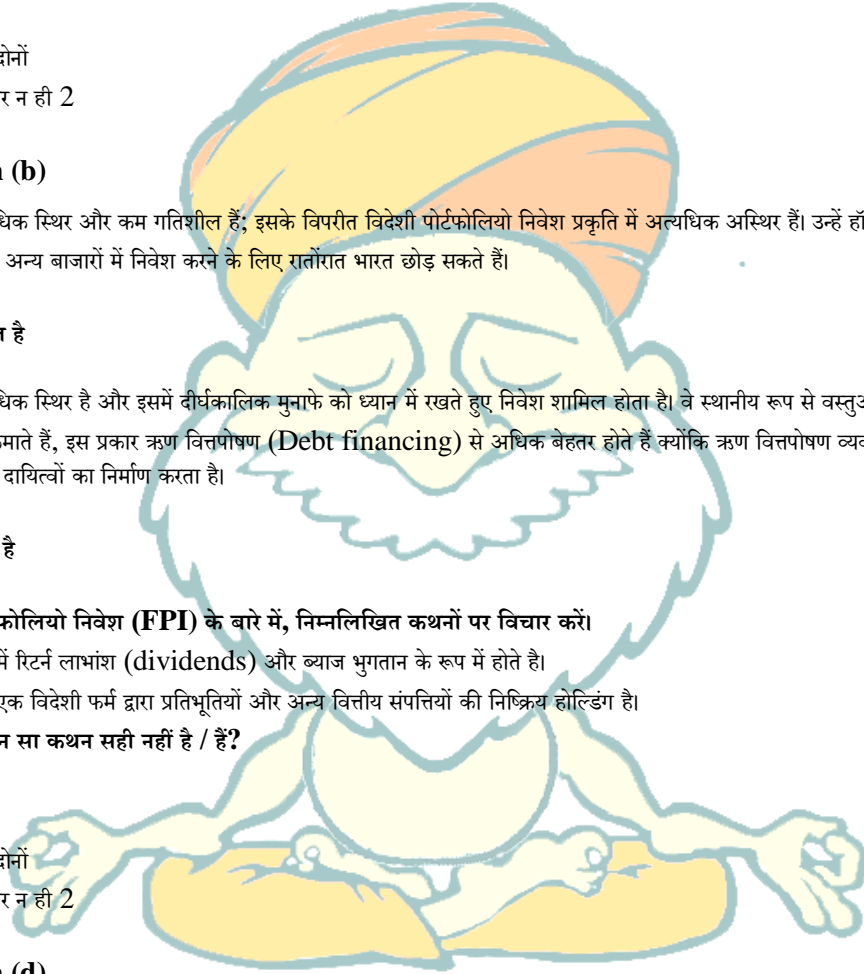 दोनों
र न ही 2
(b)
धिक स्थिर और कम गतिशील हैं; इसके विपरीत विदेशी पोर्टफोलियो निवेश प्रकृति में अत्यधिक अस्थिर हैं। उन्हें हॉ
अन्य बाजारों में निवेश करने के लिए रातोंरात भारत छोड़ सकते हैं।
है
धिक स्थिर है और इसमें दीर्घकालिक मुनाफे को ध्यान में रखते हुए निवेश शामिल होता है। वे स्थानीय रूप से वस्तुअ
माते हैं, इस प्रकार ऋण वित्तपोषण (Debt financing) से अधिक बेहतर होते हैं क्योंकि ऋण वित्तपोषण व्यव
दायित्वों का निर्माण करता है।
है
फोलियो निवेश (FPI) के बारे में, निम्नलिखित कथनों पर विचार करें।
में रिटर्न लाभांश (dividends) और ब्याज भुगतान के रूप में होते है।
एक विदेशी फर्म द्वारा प्रतिभूतियों और अन्य वित्तीय संपत्तियों की निष्क्रिय होल्डिंग है।
न सा कथन सही नहीं है / हैं?
दोनों
र न ही 2
(d)